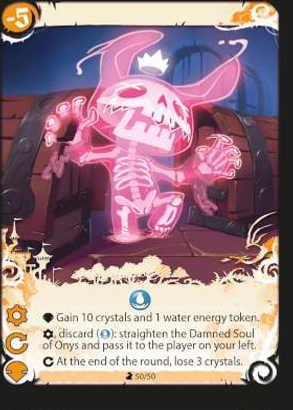 -5
Gain 10 crystals and 1 water energy token.
, discard ( ): straighten the Damned Soul
of Onys and pass it to the player on your left.
At the end of the round, lose 3 crystals.
50/50